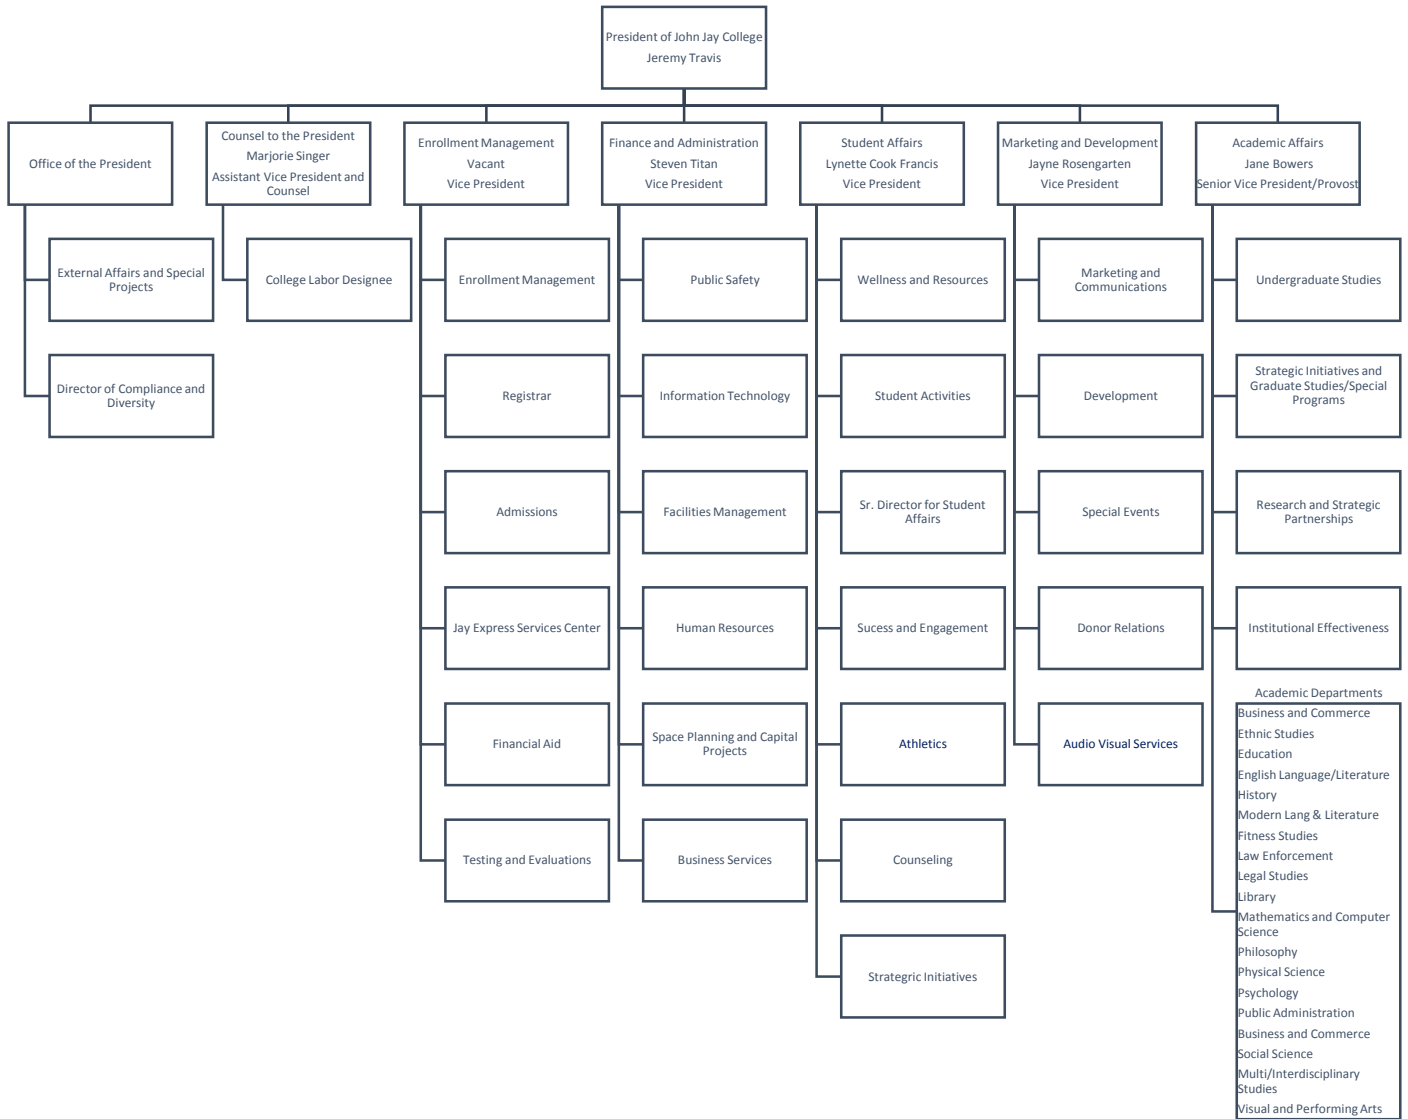 President of John Jay College
Jeremy Travis
Office of the President
Counsel to the President
Marjorie Singer
Assistant Vice President and
Counsel
Enrollment Management
Vacant
Vice President
Finance and Administration
Steven Titan
Vice President
Student Affairs
Lynette Cook Francis
Vice President
Marketing and Development
Jayne Rosengarten
Vice President
Academic Affairs
Jane Bowers
Senior Vice President/Provost
External Affairs and Special
Projects
Director of Compliance and
Diversity
College Labor Designee
Enrollment Management
Registrar
Admissions
Jay Express Services Center
Financial Aid
Testing and Evaluations
Public Safety
Information Technology
Facilities Management
Human Resources
Space Planning and Capital
Projects
Business Services
Wellness and Resources
Student Activities
Sr. Director for Student
Affairs
Sucess and Engagement
Athletics
Counseling
Strategric Initiatives
Marketing and
Communications
Development
Special Events
Donor Relations
Audio Visual Services
Undergraduate Studies
Strategic Initiatives and
Graduate Studies/Special
Programs
Research and Strategic
Partnerships
Institutional Effectiveness
Academic Departments
Business and Commerce
Ethnic Studies
Education
English Language/Literature
History
Modern Lang & Literature
Fitness Studies
Law Enforcement
Legal Studies
Library
Mathematics and Computer
Science
Philosophy
Physical Science
Psychology
Public Administration
Business and Commerce
Social Science
Multi/Interdisciplinary
Studies
Visual and Performing Arts